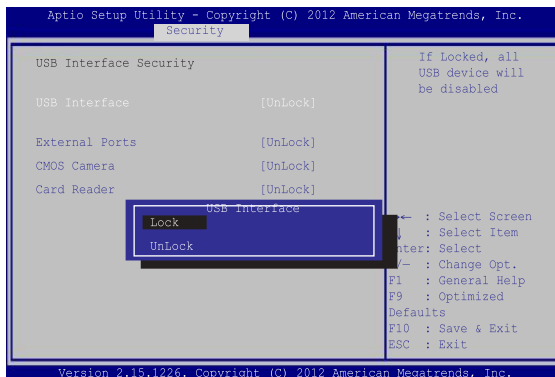 Aptio Setup Utility - Copyright (C) 2012 American Megatrends, Inc.
Security
USB Interface Security
USB Interface [UnLock]
External Ports [UnLock]
CMOS Camera [UnLock]
Card Reader [UnLock]
USB Interface
Lock
UnLock
If Locked, all
USB device will
be disabled
→← : Select Screen
↓ : Select Item
nter: Select
/— : Change Opt.
F1 : General Help
F9 : Optimized
Defaults
F10 : Save & Exit
ESC : Exit
Version 2.15.1226. Copyright (C) 2012 American Megatrends, Inc.